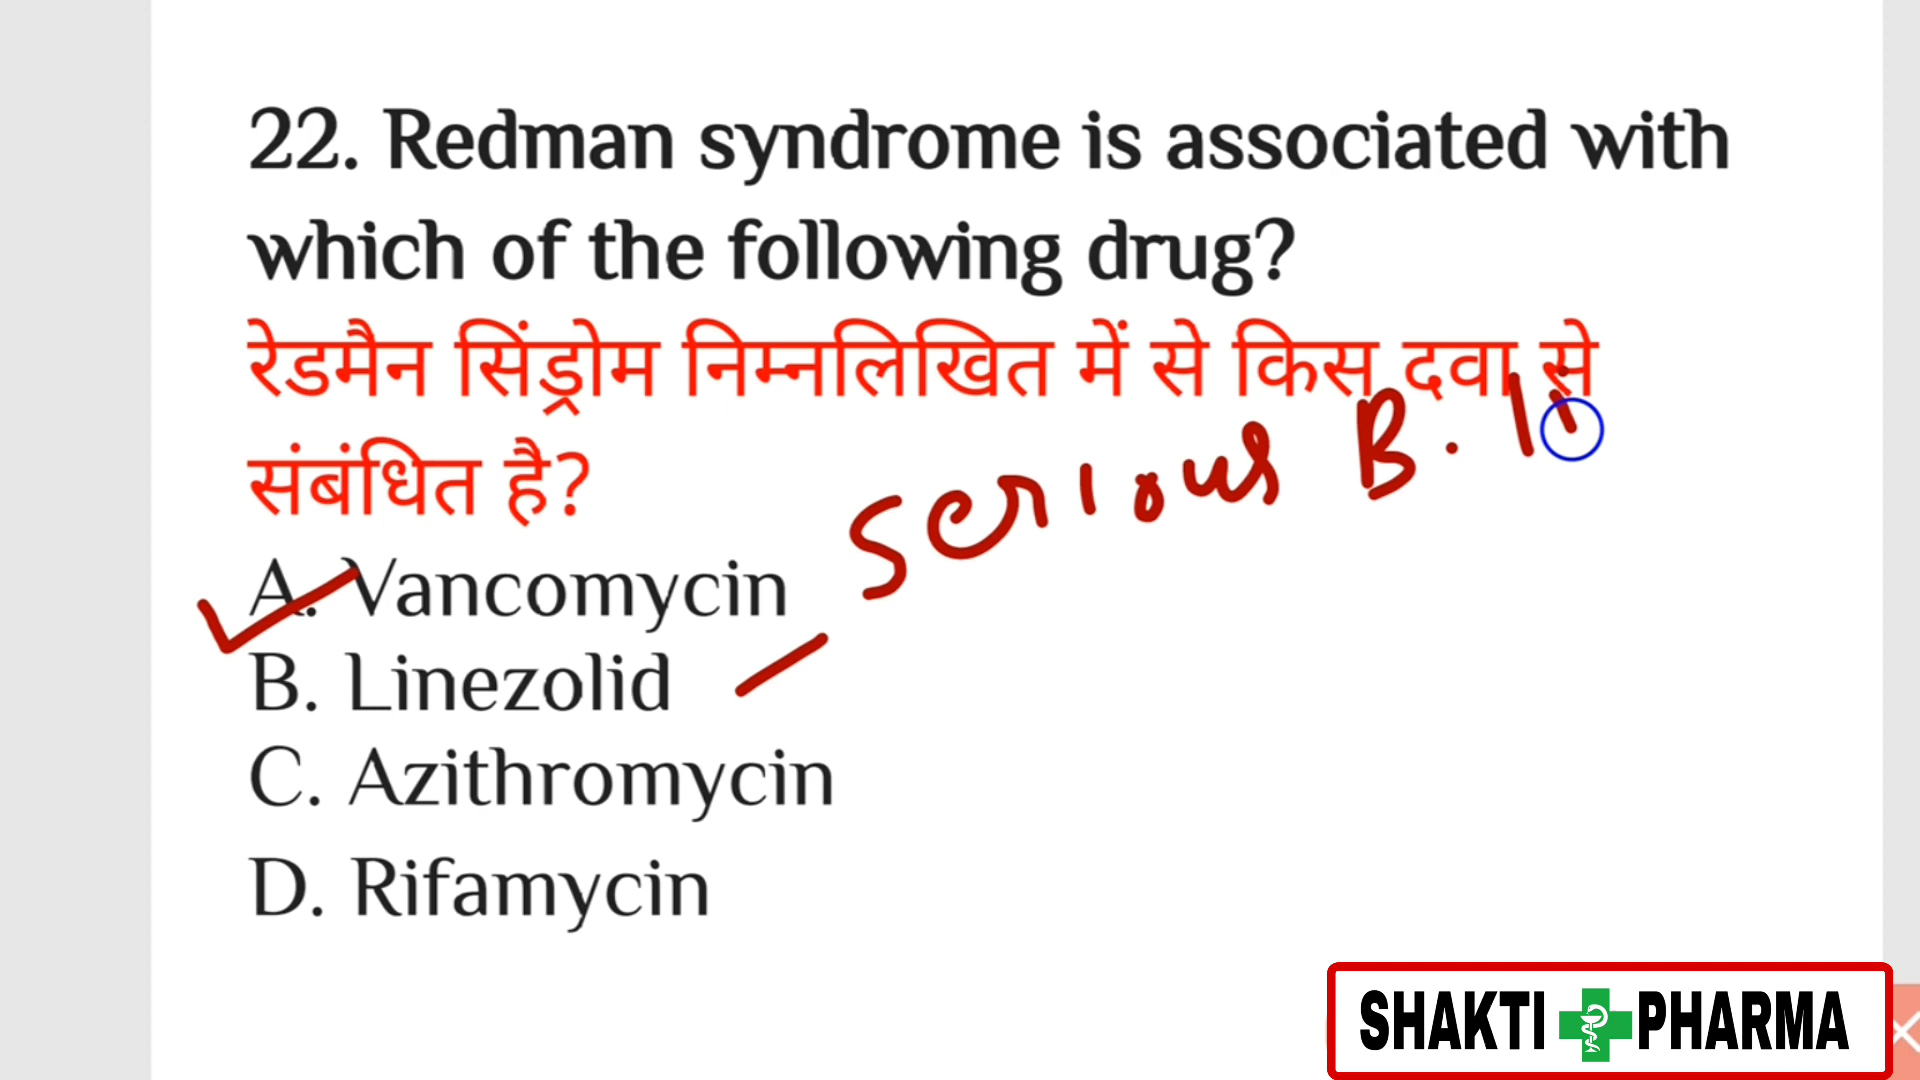 22. Redman syndrome is associated with
which of the following drug?
रेडमैन सिंड्रोम निम्नलिखित में से किस दवा से
संबंधित है?
serious B.
A. Vancomycin
B. Linezolid
C. Azithromycin
D. Rifamycin
SHAKTI PHARMA